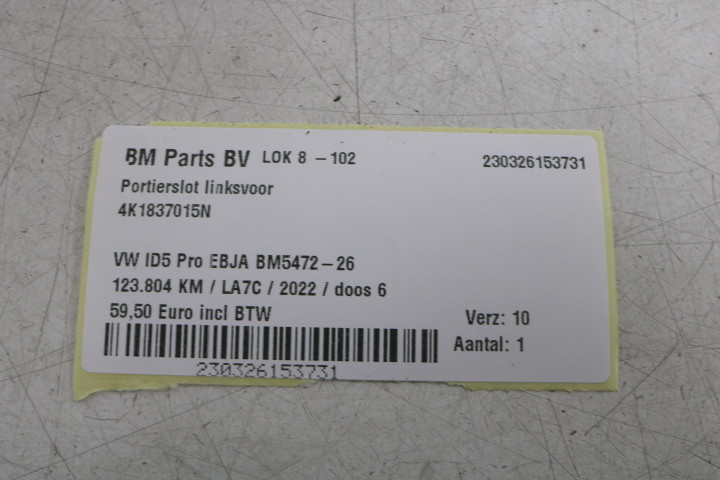 BM Parts BV LOK 8 - 102 230326153731
Portierslot linksvoor
4K1837015N
VW ID5 Pro EBJA BM5472-26
123.804 KM / LA7C / 2022 / doos 6
59,50 Euro incl BTW
Verz: 10
Aantal: 1
230326153731